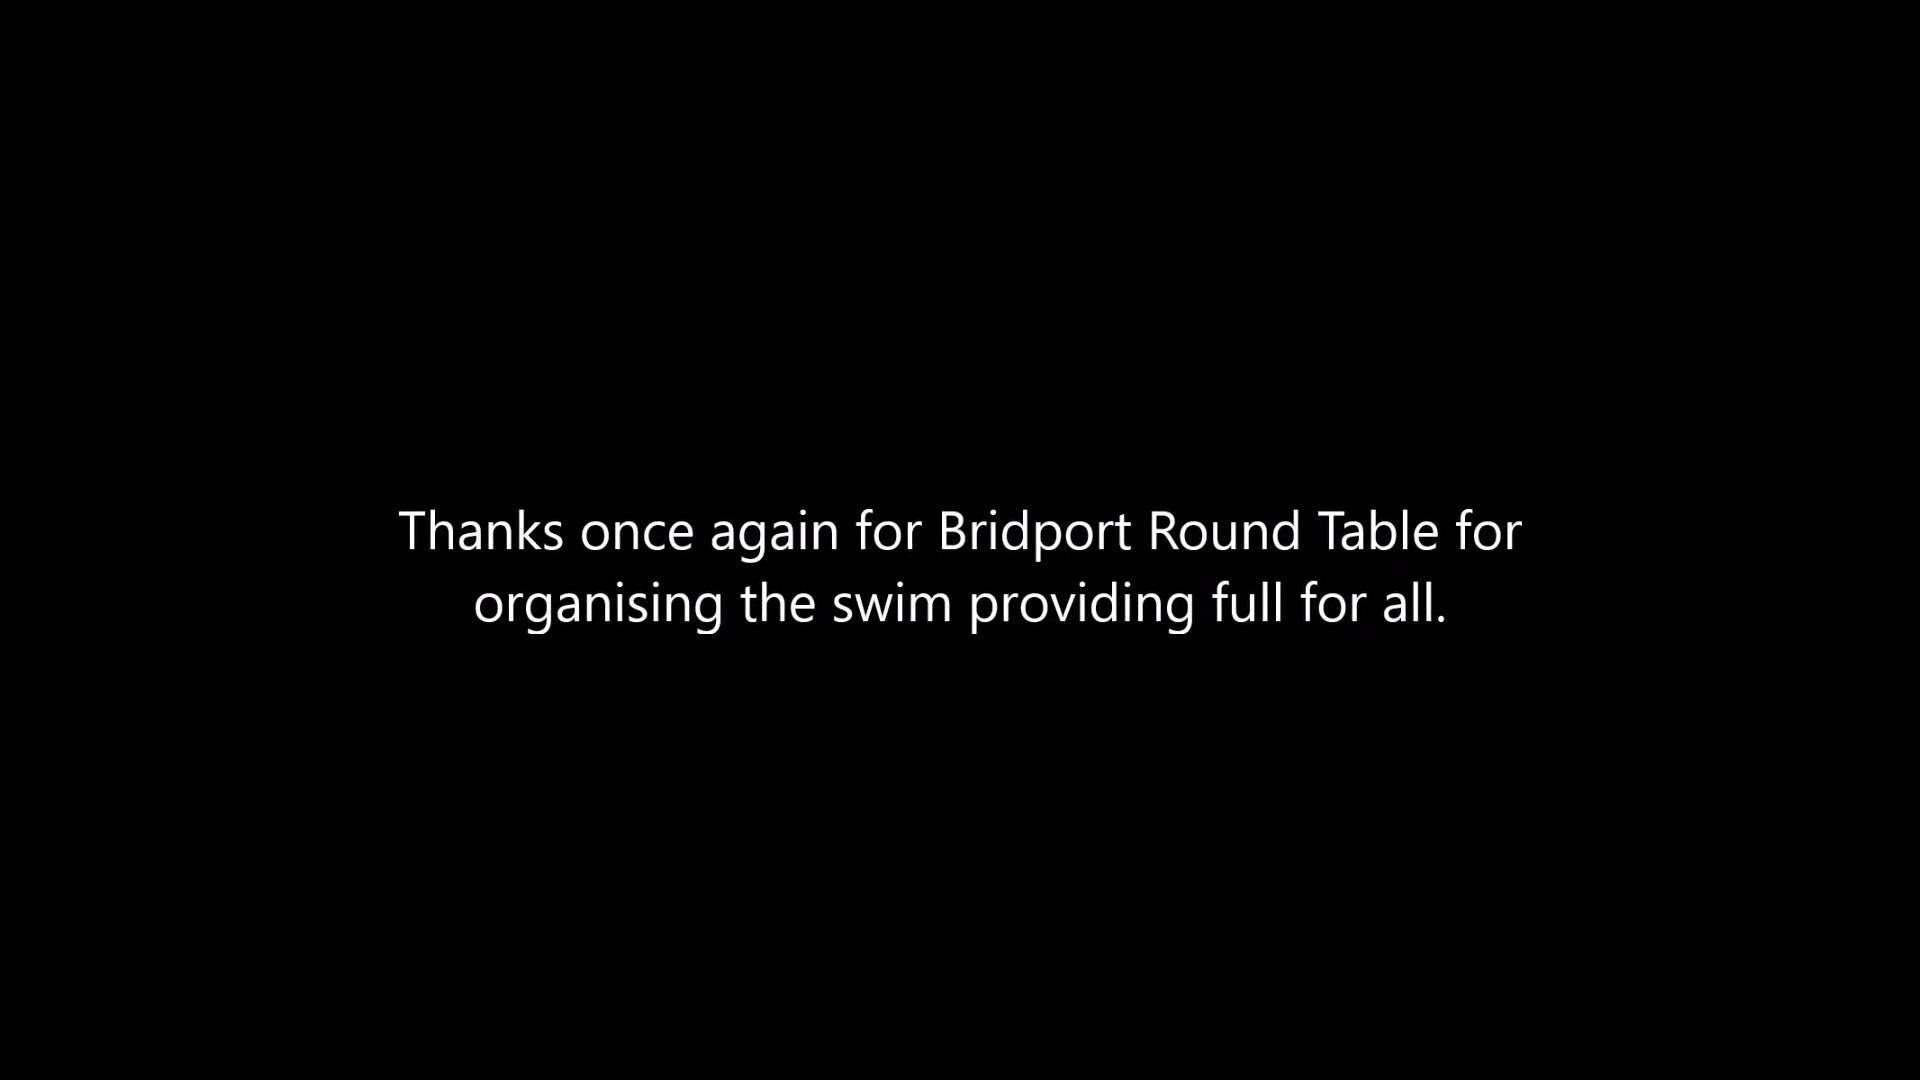 Thanks once again for Bridport Round Table for
organising the swim providing full for all.